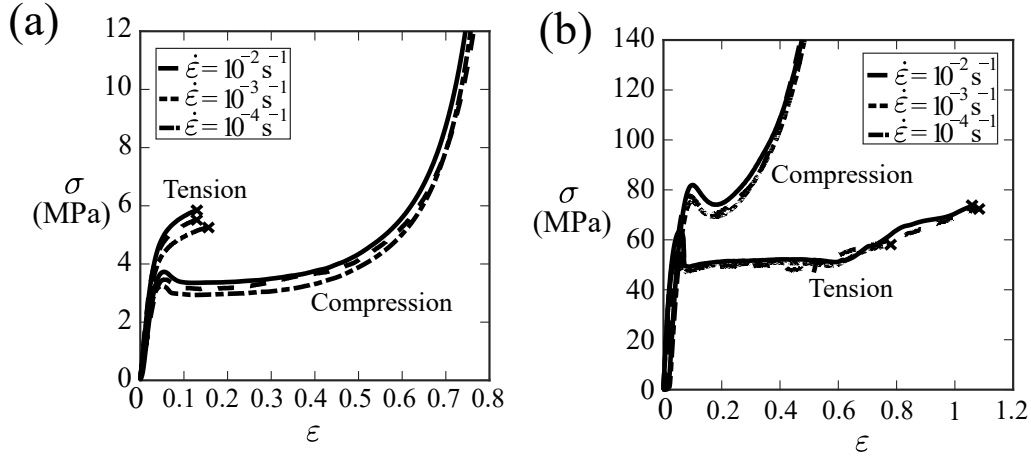 (a)
12
10
8
6
4
2
0
σ
(MPa)
ε̇ = 10⁻² s⁻¹
ε̇ = 10⁻³ s⁻¹
ε̇ = 10⁻⁴ s⁻¹
Tension
Compression
0 0.1 0.2 0.3 0.4 0.5 0.6 0.7 0.8
ε
(b)
140
120
100
80
60
40
20
0
σ
(MPa)
ε̇ = 10⁻² s⁻¹
ε̇ = 10⁻³ s⁻¹
ε̇ = 10⁻⁴ s⁻¹
Compression
Tension
0 0.2 0.4 0.6 0.8 1 1.2
ε